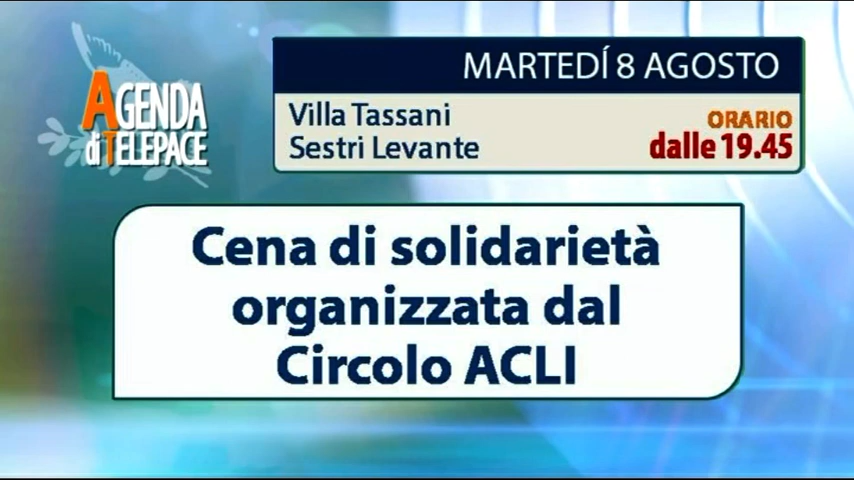 AGENDA
di TELEPACE
MARTEDÍ 8 AGOSTO
Villa Tassani
Sestri Levante
ORARIO
dalle 19.45
Cena di solidarietà
organizzata dal
Circolo ACLI